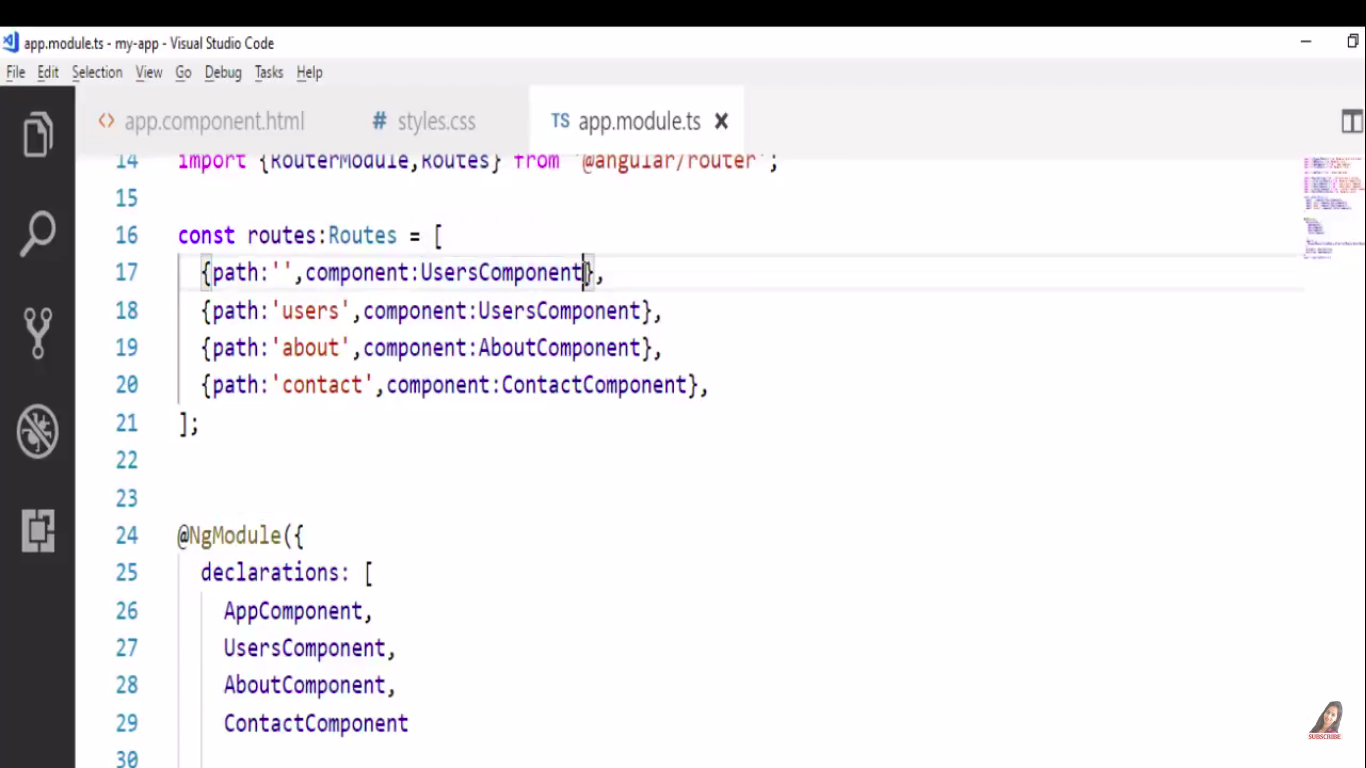 app.module.ts - my-app - Visual Studio Code
File Edit Selection View Go Debug Tasks Help
<> app.component.html # styles.css TS app.module.ts
14 import {RouterModule,Routes} from '@angular/router';
15
16 const routes:Routes = [
17 {path:'',component:UsersComponent},
18 {path:'users',component:UsersComponent},
19 {path:'about',component:AboutComponent},
20 {path:'contact',component:ContactComponent},
21 ];
22
23
24 @NgModule({
25 declarations: [
26 AppComponent,
27 UsersComponent,
28 AboutComponent,
29 ContactComponent
30
SUBSCRIBE